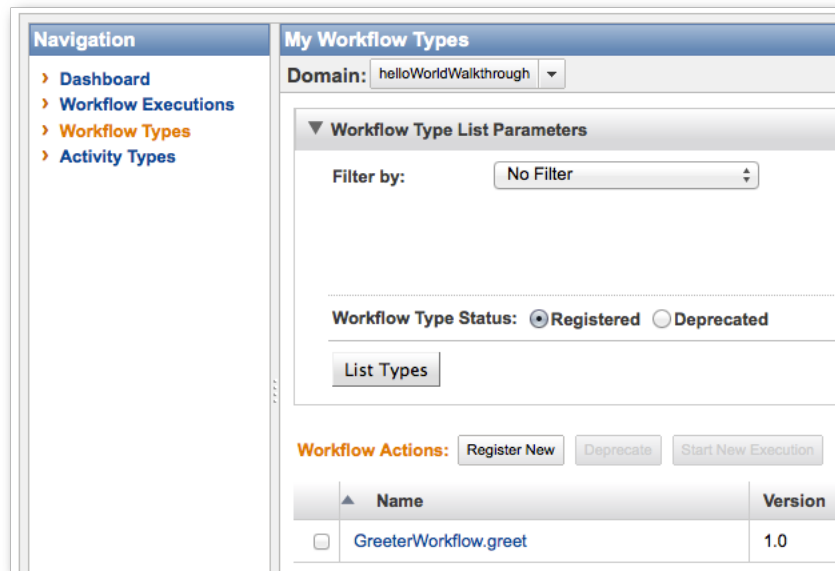 Navigation
Dashboard
Workflow Executions
Workflow Types
Activity Types
My Workflow Types
Domain: helloWorldWalkthrough
Workflow Type List Parameters
Filter by: No Filter
Workflow Type Status: Registered Deprecated
List Types
Workflow Actions: Register New Deprecate Start New Execution
Name Version
GreeterWorkflow.greet 1.0